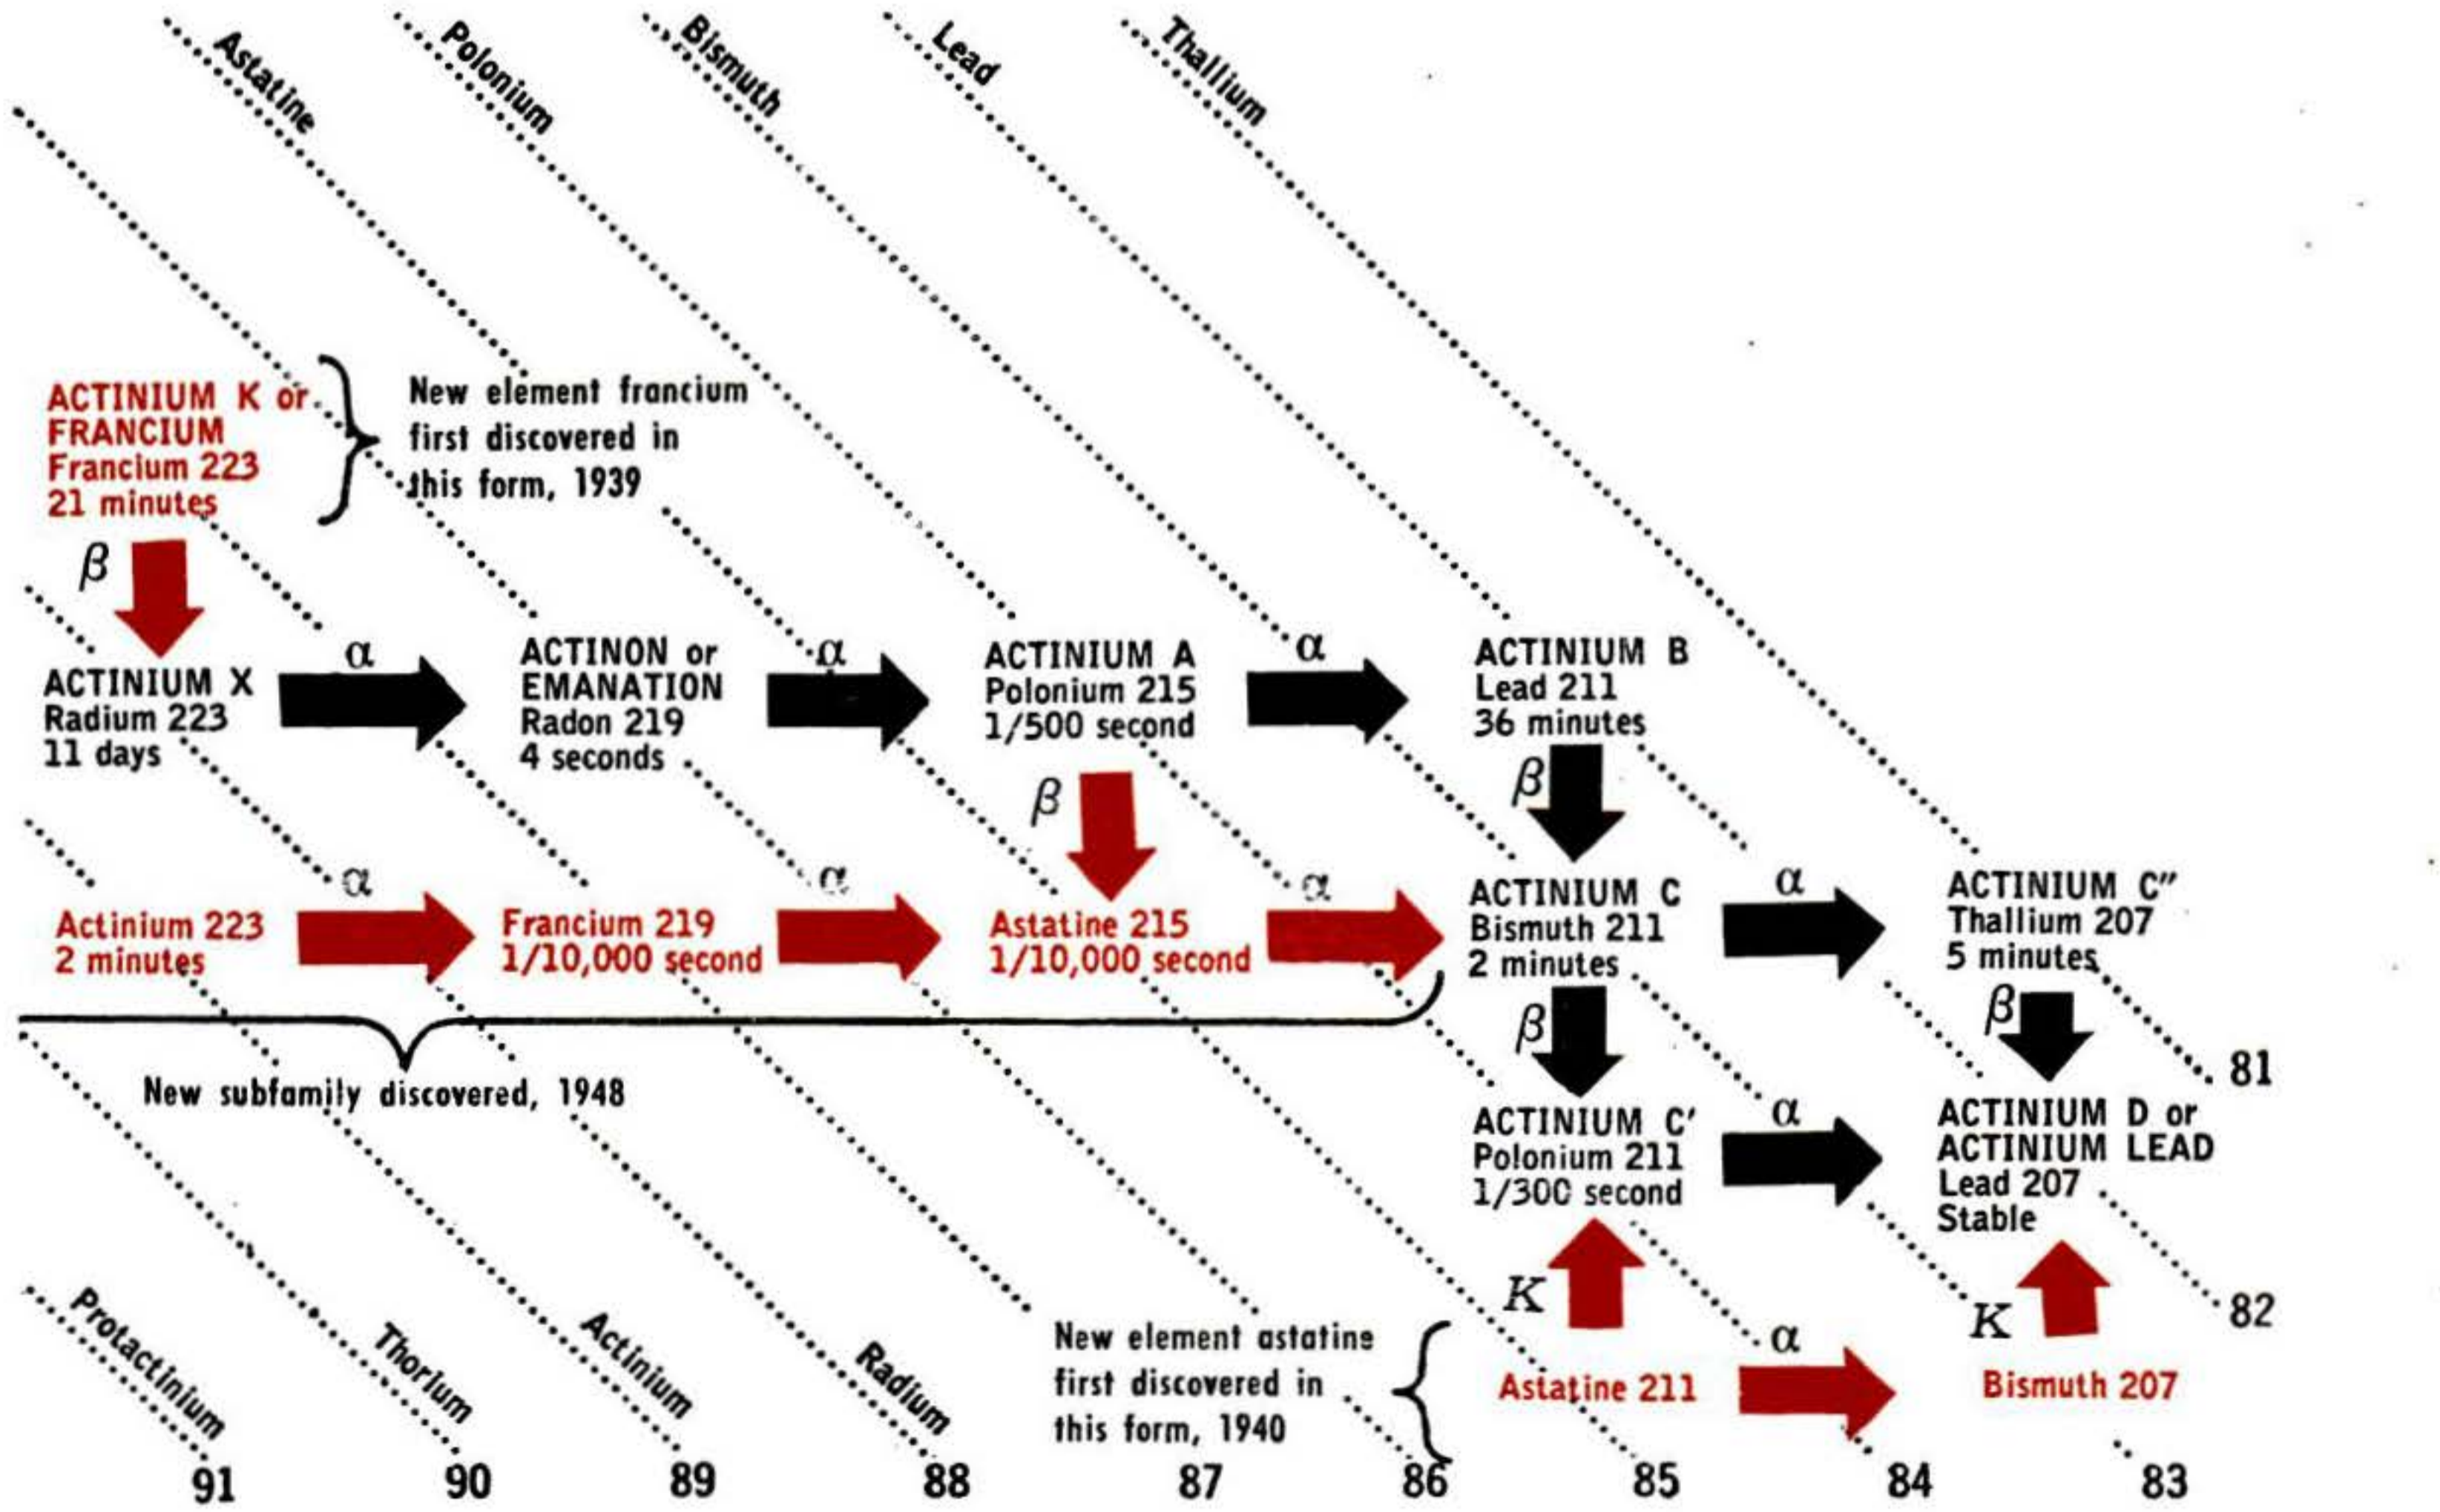 Astatine
Polonium
Bismuth
Lead
Thallium
ACTINIUM K or
FRANCIUM
Francium 223
21 minutes
New element francium
first discovered in
this form, 1939
β
ACTINIUM X
Radium 223
11 days
α
ACTINON or
EMANATION
Radon 219
4 seconds
α
ACTINIUM A
Polonium 215
1/500 second
α
ACTINIUM B
Lead 211
36 minutes
β
β
Actinium 223
2 minutes
α
Francium 219
1/10,000 second
α
Astatine 215
1/10,000 second
α
ACTINIUM C
Bismuth 211
2 minutes
α
ACTINIUM C″
Thallium 207
5 minutes
β
β
81
New subfamily discovered, 1948
ACTINIUM C′
Polonium 211
1/300 second
α
ACTINIUM D or
ACTINIUM LEAD
Lead 207
Stable
K
K
82
New element astatine
first discovered in
this form, 1940
Astatine 211
α
Bismuth 207
Protactinium
Thorium
Actinium
Radium
91
90
89
88
87
86
85
84
83